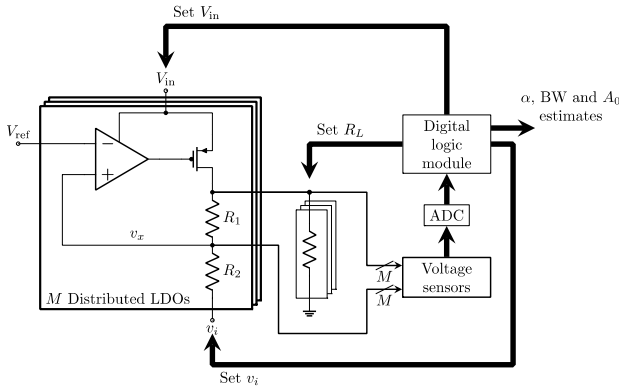 Set V_in
V_in
α, BW and A_0
estimates
V_ref
−
+
Set R_L
Digital
logic
module
R_1
ADC
v_x
R_2
M
Voltage
sensors
M
M Distributed LDOs
v_i
Set v_i